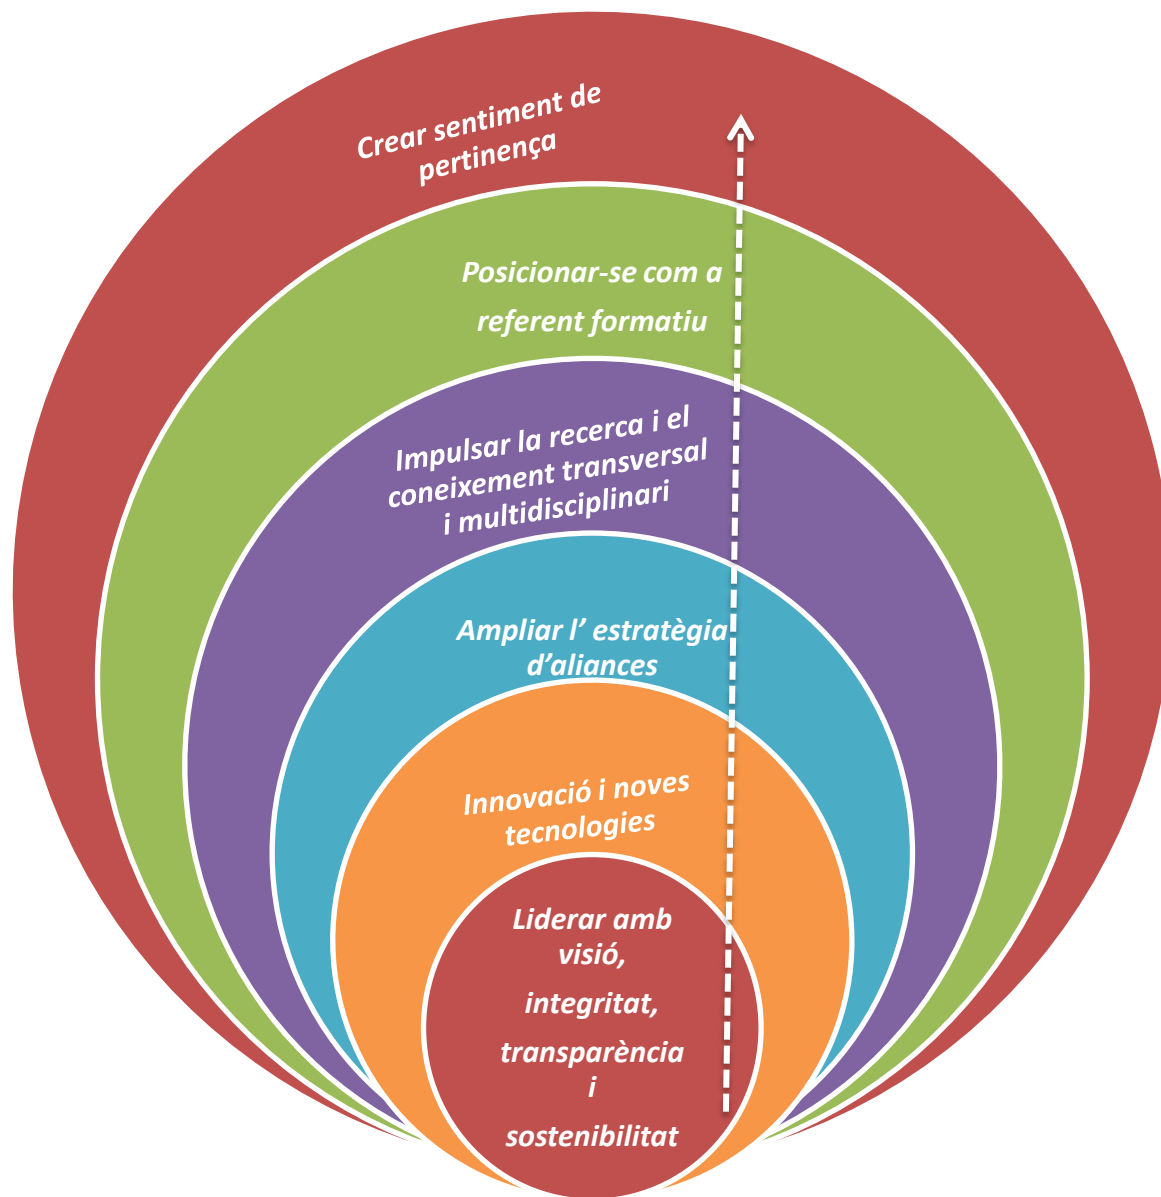 Crear sentiment de
pertinença
Posicionar-se com a
referent formatiu
Impulsar la recerca i el
coneixement transversal
i multidisciplinari
Ampliar l’ estratègia
d’aliances
Innovació i noves
tecnologies
Liderar amb
visió,
integritat,
transparència
i
sostenibilitat